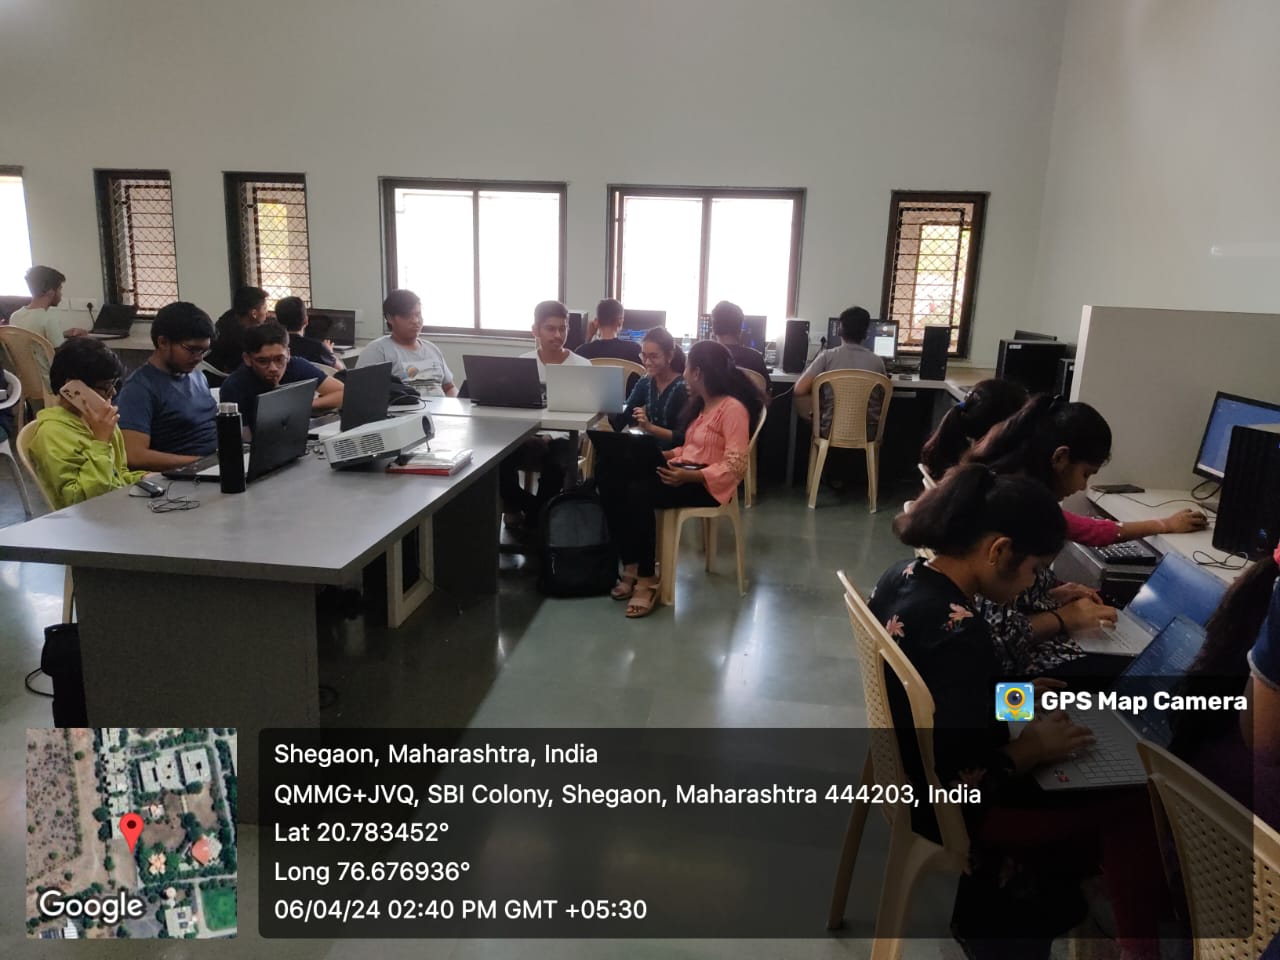 GPS Map Camera
Shegaon, Maharashtra, India
QMMG+JVQ, SBI Colony, Shegaon, Maharashtra 444203, India
Lat 20.783452°
Long 76.676936°
06/04/24 02:40 PM GMT +05:30
Google